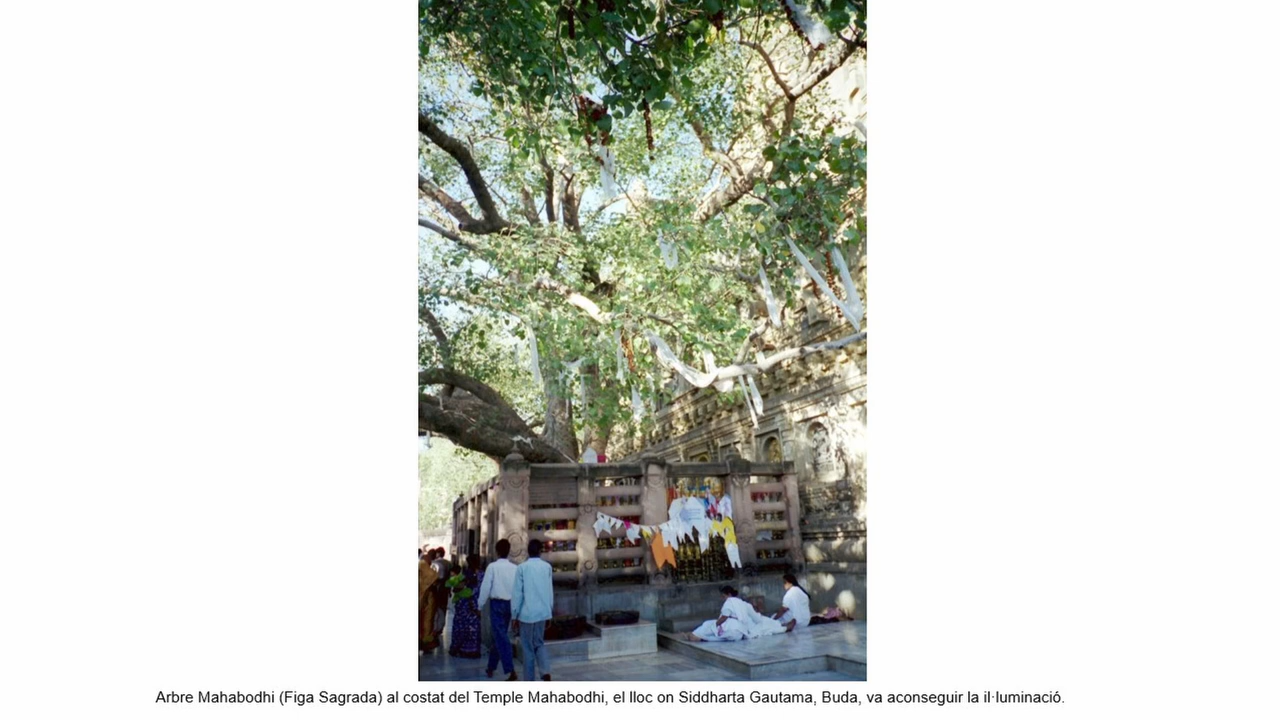 Arbre Mahabodhi (Figa Sagrada) al costat del Temple Mahabodhi, el lloc on Siddharta Gautama, Buda, va aconseguir la il·luminació.